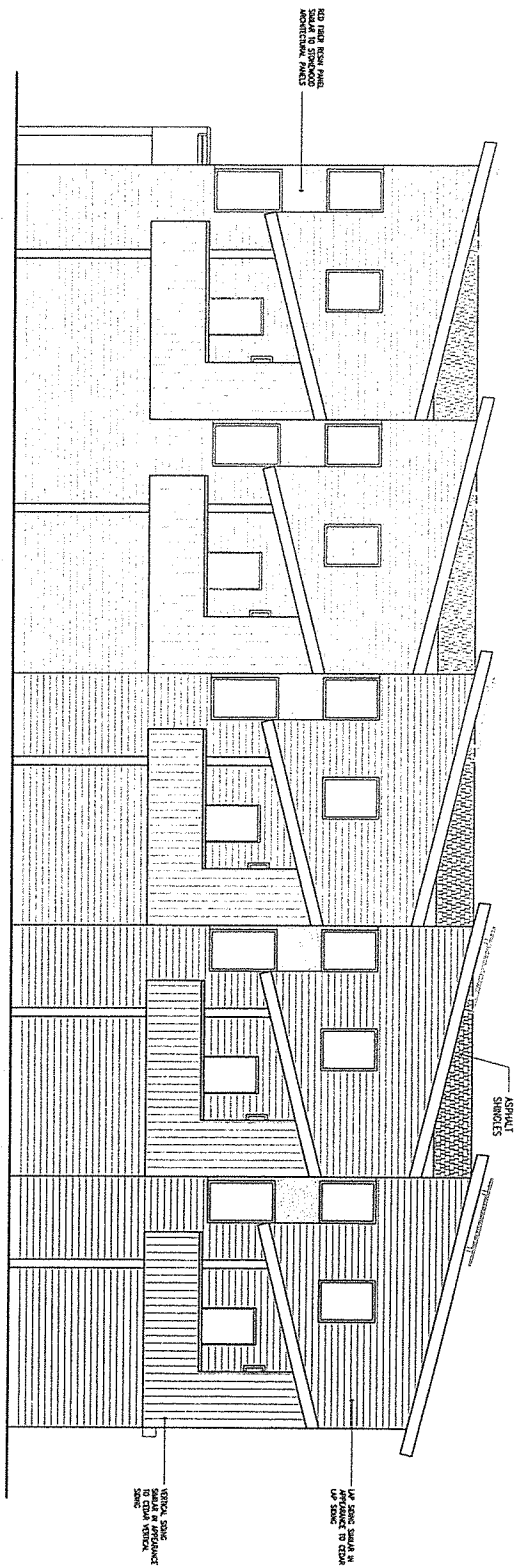 RED FIBER RESIN PANEL
SIMILAR TO STONEWOOD
ARCHITECTURAL PANELS
ASPHALT
SHINGLES
LAP SIDING SIMILAR IN
APPEARANCE TO CEDAR
LAP SIDING
VERTICAL SIDING
SIMILAR IN APPEARANCE
TO CEDAR VERTICAL
SIDING